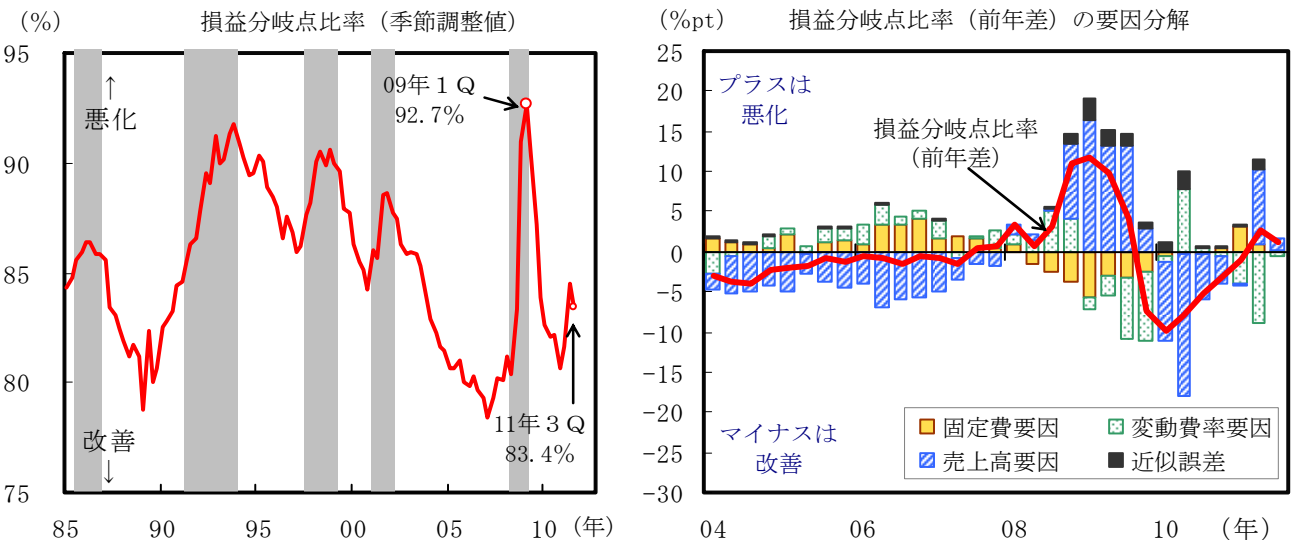 (%)
損益分岐点比率（季節調整値）
95
90
85
80
75
↑
悪化
09年１Ｑ
92.7%
改善
↓
11年３Ｑ
83.4%
85
90
95
00
05
10
(年)
(%pt)
損益分岐点比率（前年差）の要因分解
25
20
15
10
5
0
−5
−10
−15
−20
−25
−30
プラスは
悪化
損益分岐点比率
（前年差）
マイナスは
改善
固定費要因
変動費率要因
売上高要因
近似誤差
04
06
08
10
(年)